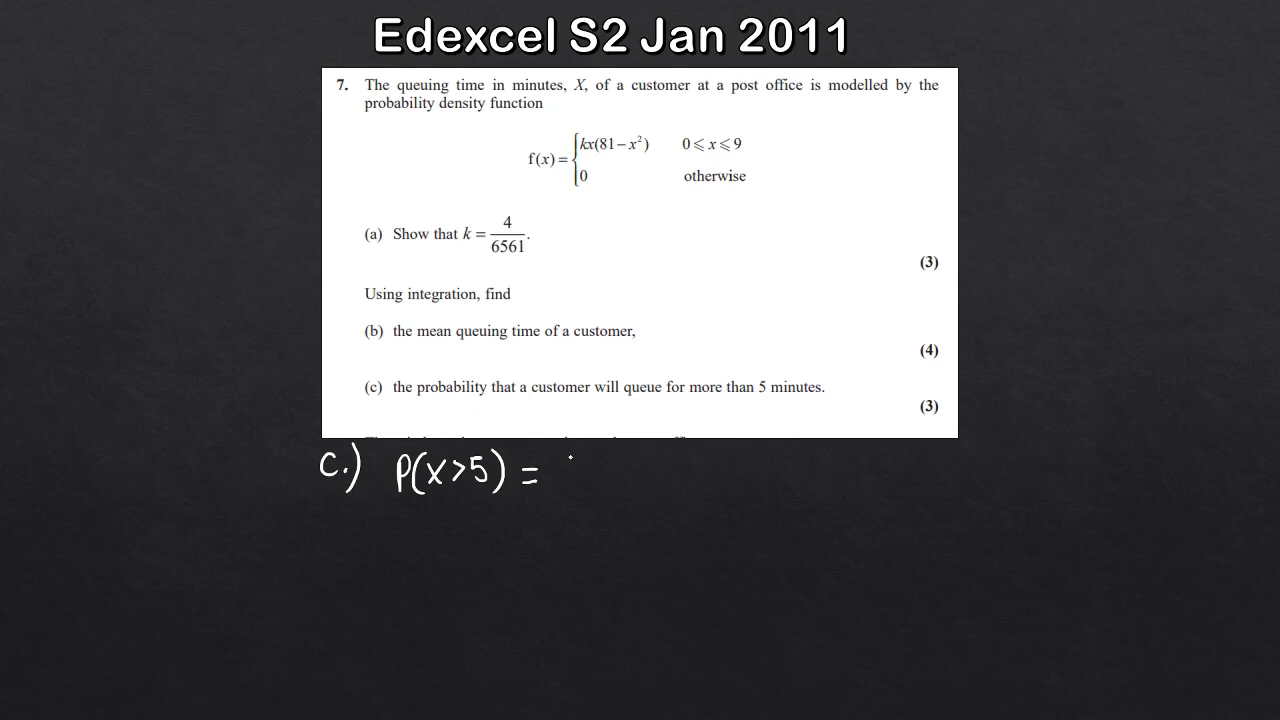 Edexcel S2 Jan 2011
7. The queuing time in minutes, X, of a customer at a post office is modelled by the
probability density function
f(x) = { kx(81 − x²) 0 ⩽ x ⩽ 9
0 otherwise
(a) Show that k = 4/6561.
(3)
Using integration, find
(b) the mean queuing time of a customer,
(4)
(c) the probability that a customer will queue for more than 5 minutes.
(3)
c.) P(X>5) =